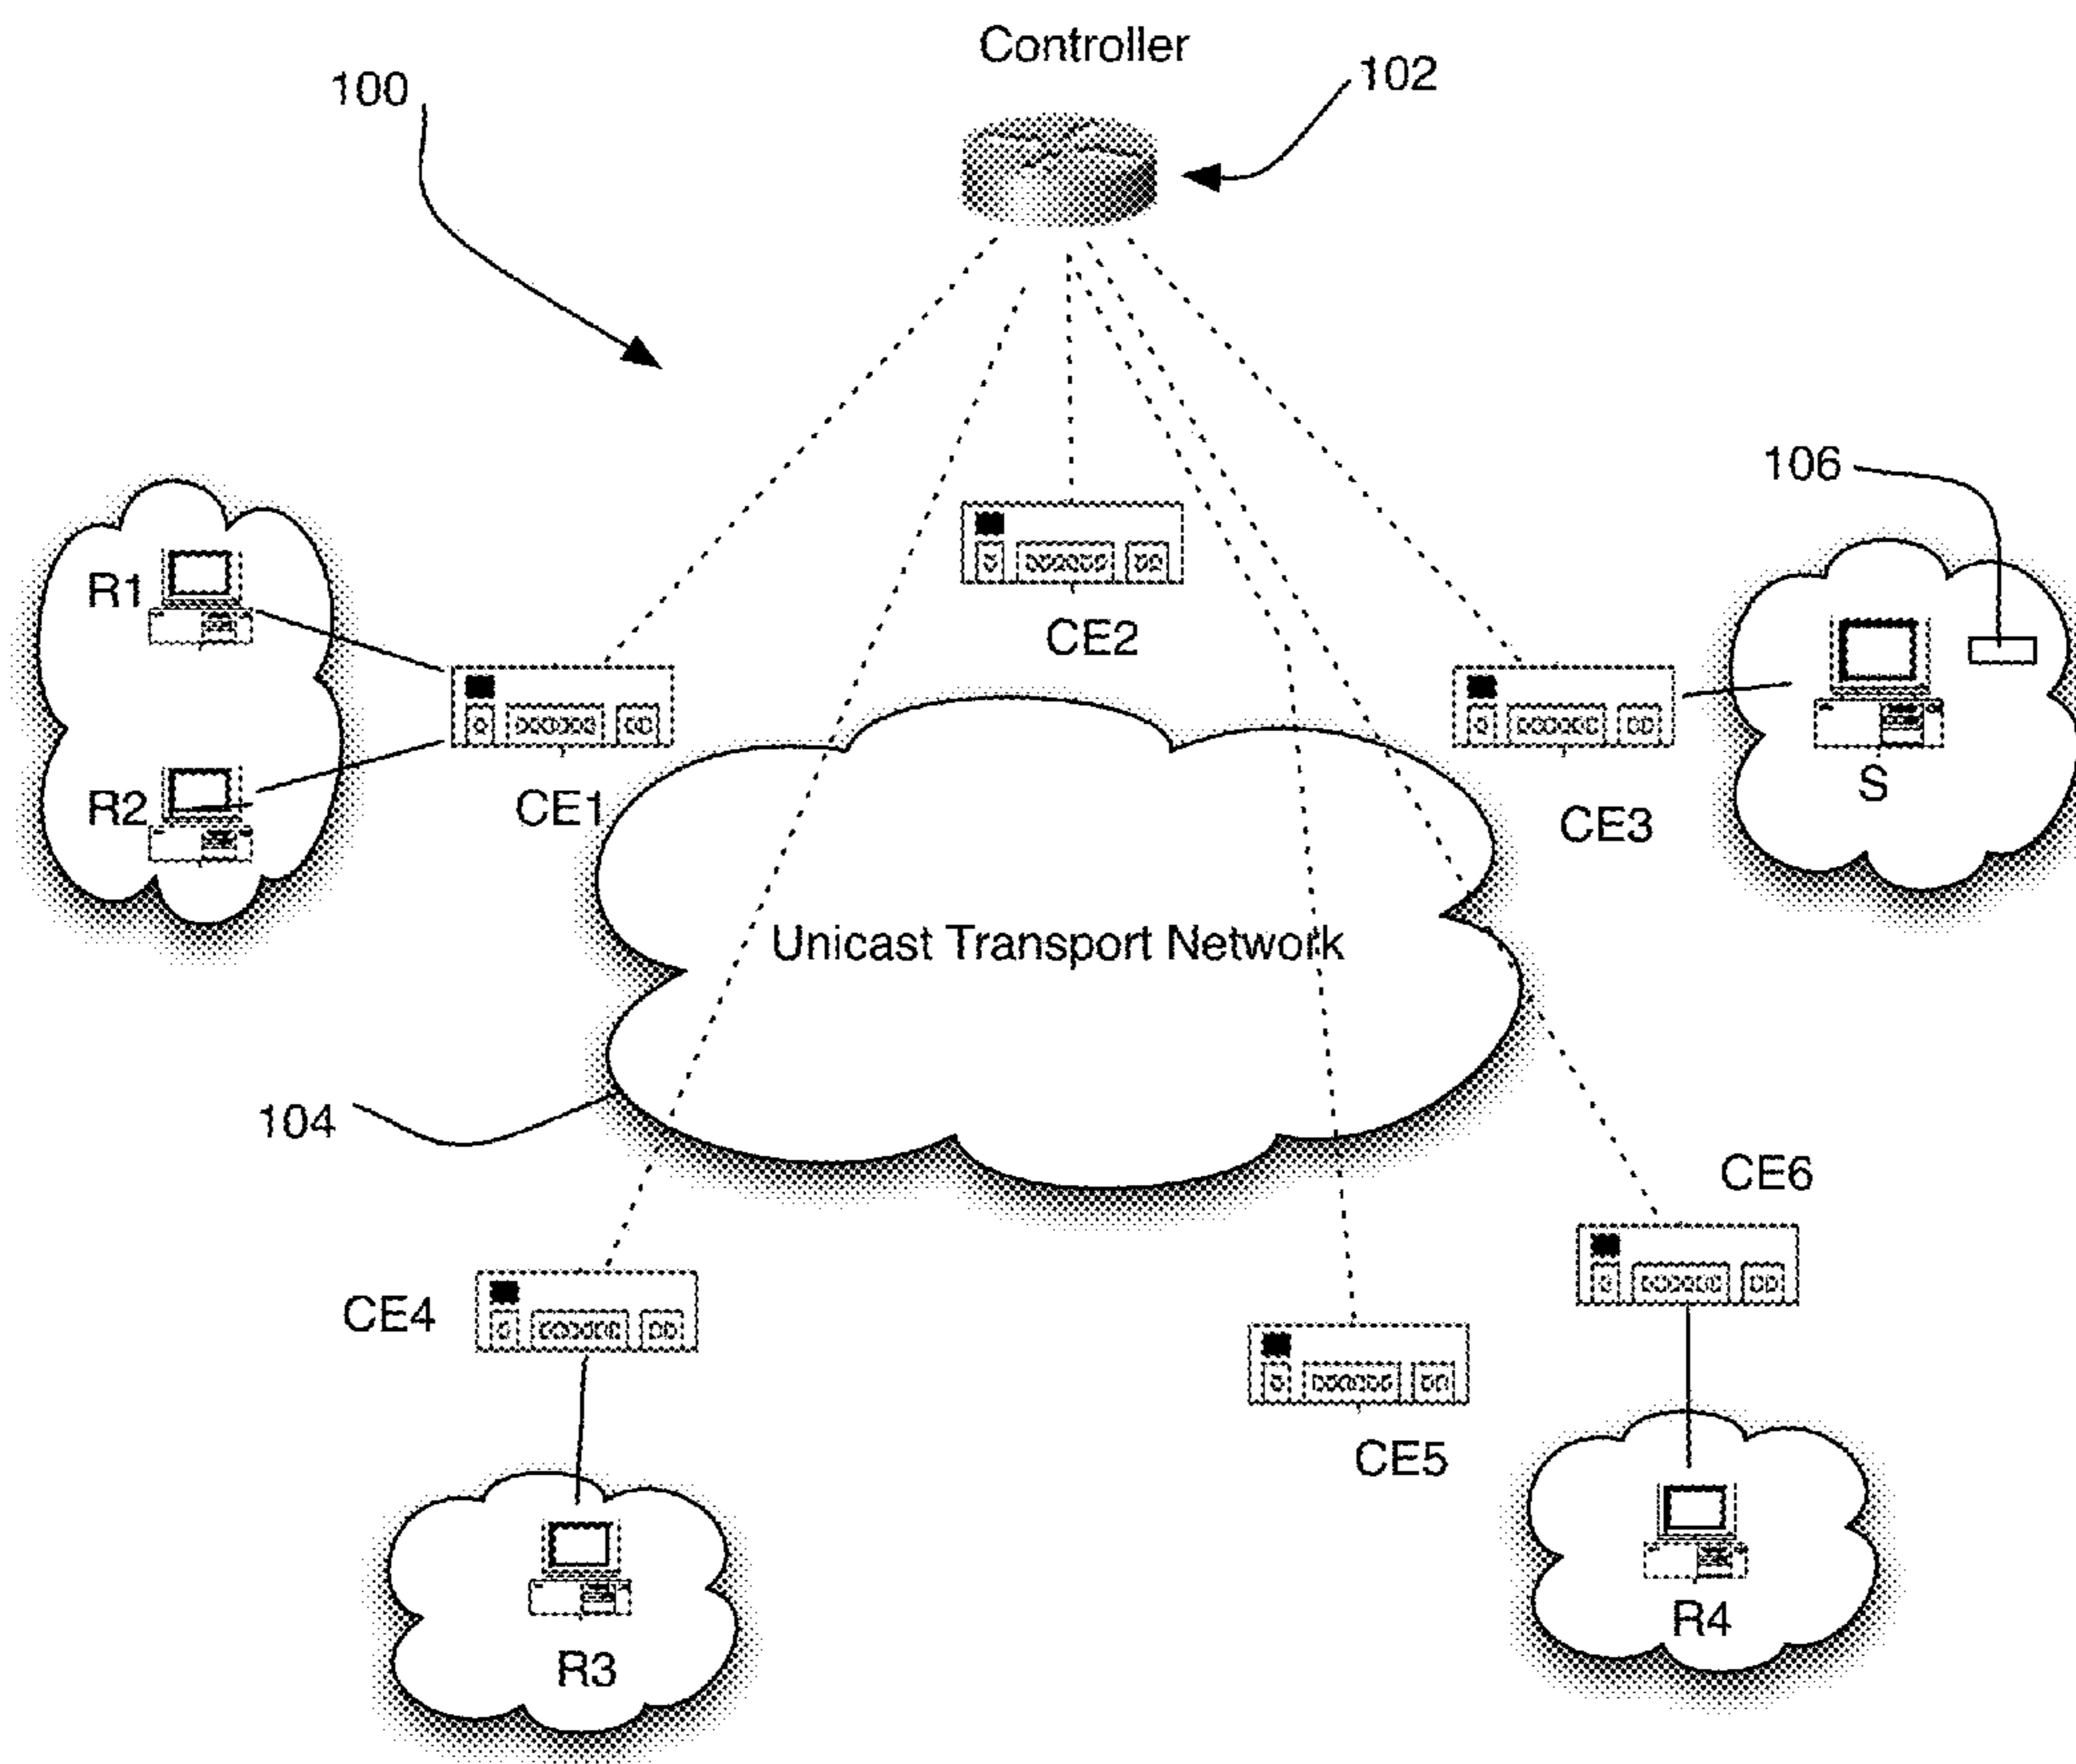 Controller
100
102
106
R1
CE2
R2
CE1
S
CE3
Unicast Transport Network
104
CE6
CE4
CE5
R4
R3